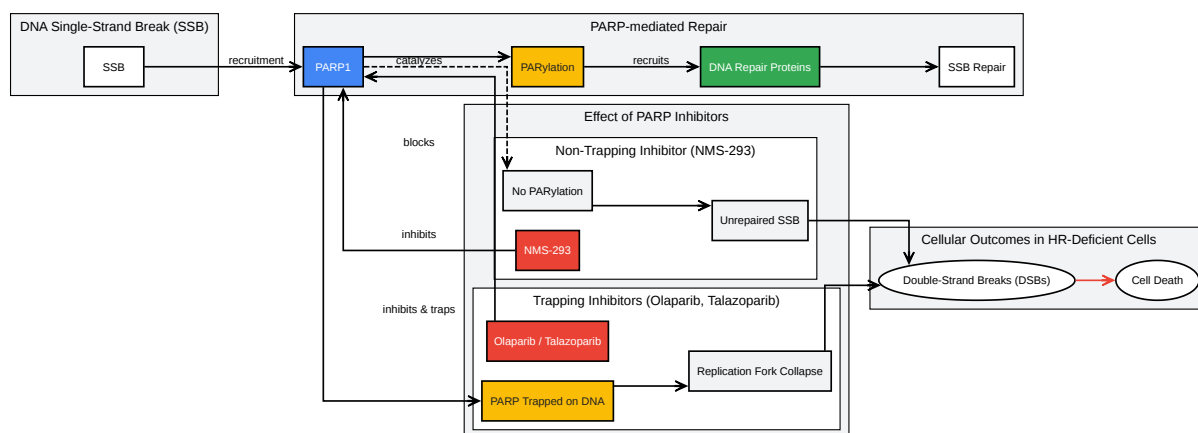 DNA Single-Strand Break (SSB)
PARP-mediated Repair
SSB
recruitment
PARP1
catalyzes
PARylation
recruits
DNA Repair Proteins
SSB Repair
Effect of PARP Inhibitors
blocks
Non-Trapping Inhibitor (NMS-293)
No PARylation
Unrepaired SSB
inhibits
NMS-293
Cellular Outcomes in HR-Deficient Cells
Double-Strand Breaks (DSBs)
Cell Death
inhibits & traps
Trapping Inhibitors (Olaparib, Talazoparib)
Olaparib / Talazoparib
Replication Fork Collapse
PARP Trapped on DNA